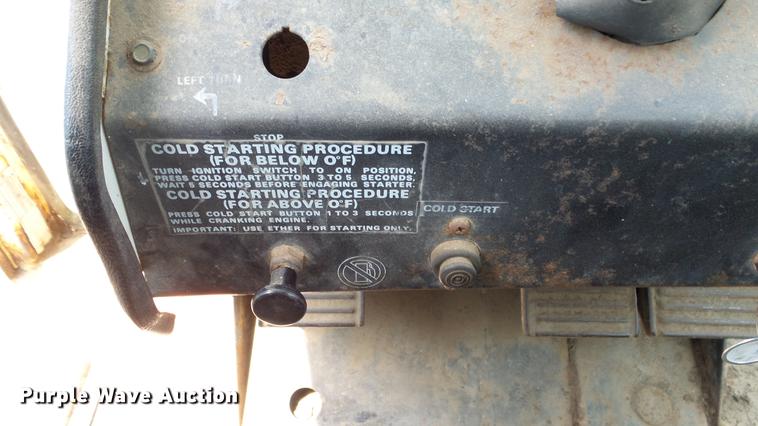 LEFT TURN
STOP
COLD STARTING PROCEDURE
(FOR BELOW 0°F)
TURN IGNITION SWITCH TO ON POSITION,
PRESS COLD START BUTTON 3 TO 5 SECONDS,
WAIT 5 SECONDS BEFORE ENGAGING STARTER.
COLD STARTING PROCEDURE
(FOR ABOVE 0°F)
PRESS COLD START BUTTON 1 TO 3 SECONDS
WHILE CRANKING ENGINE.
IMPORTANT: USE ETHER FOR STARTING ONLY.
COLD START
Purple Wave Auction